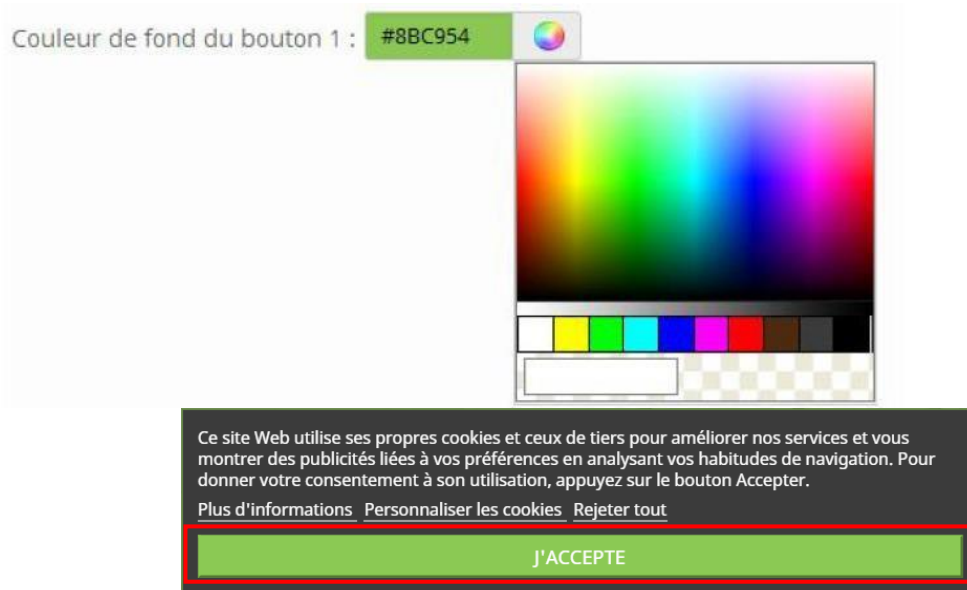 Couleur de fond du bouton 1 : #8BC954
Ce site Web utilise ses propres cookies et ceux de tiers pour améliorer nos services et vous
montrer des publicités liées à vos préférences en analysant vos habitudes de navigation. Pour
donner votre consentement à son utilisation, appuyez sur le bouton Accepter.
Plus d'informations Personnaliser les cookies Rejeter tout
J'ACCEPTE